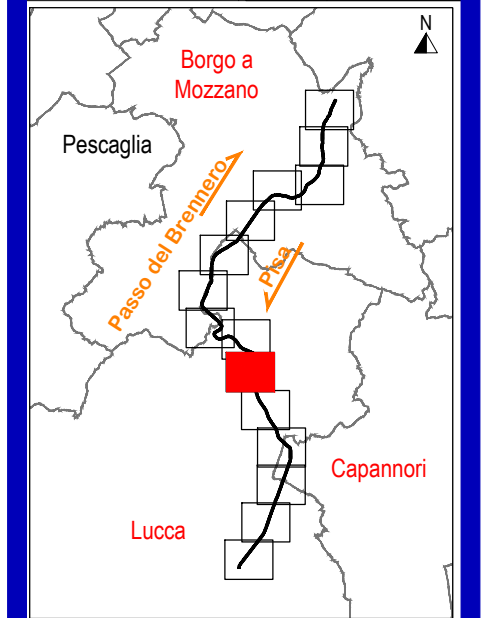 N
Borgo a
Mozzano
Pescaglia
Passo del Brennero
Pisa
Capannori
Lucca